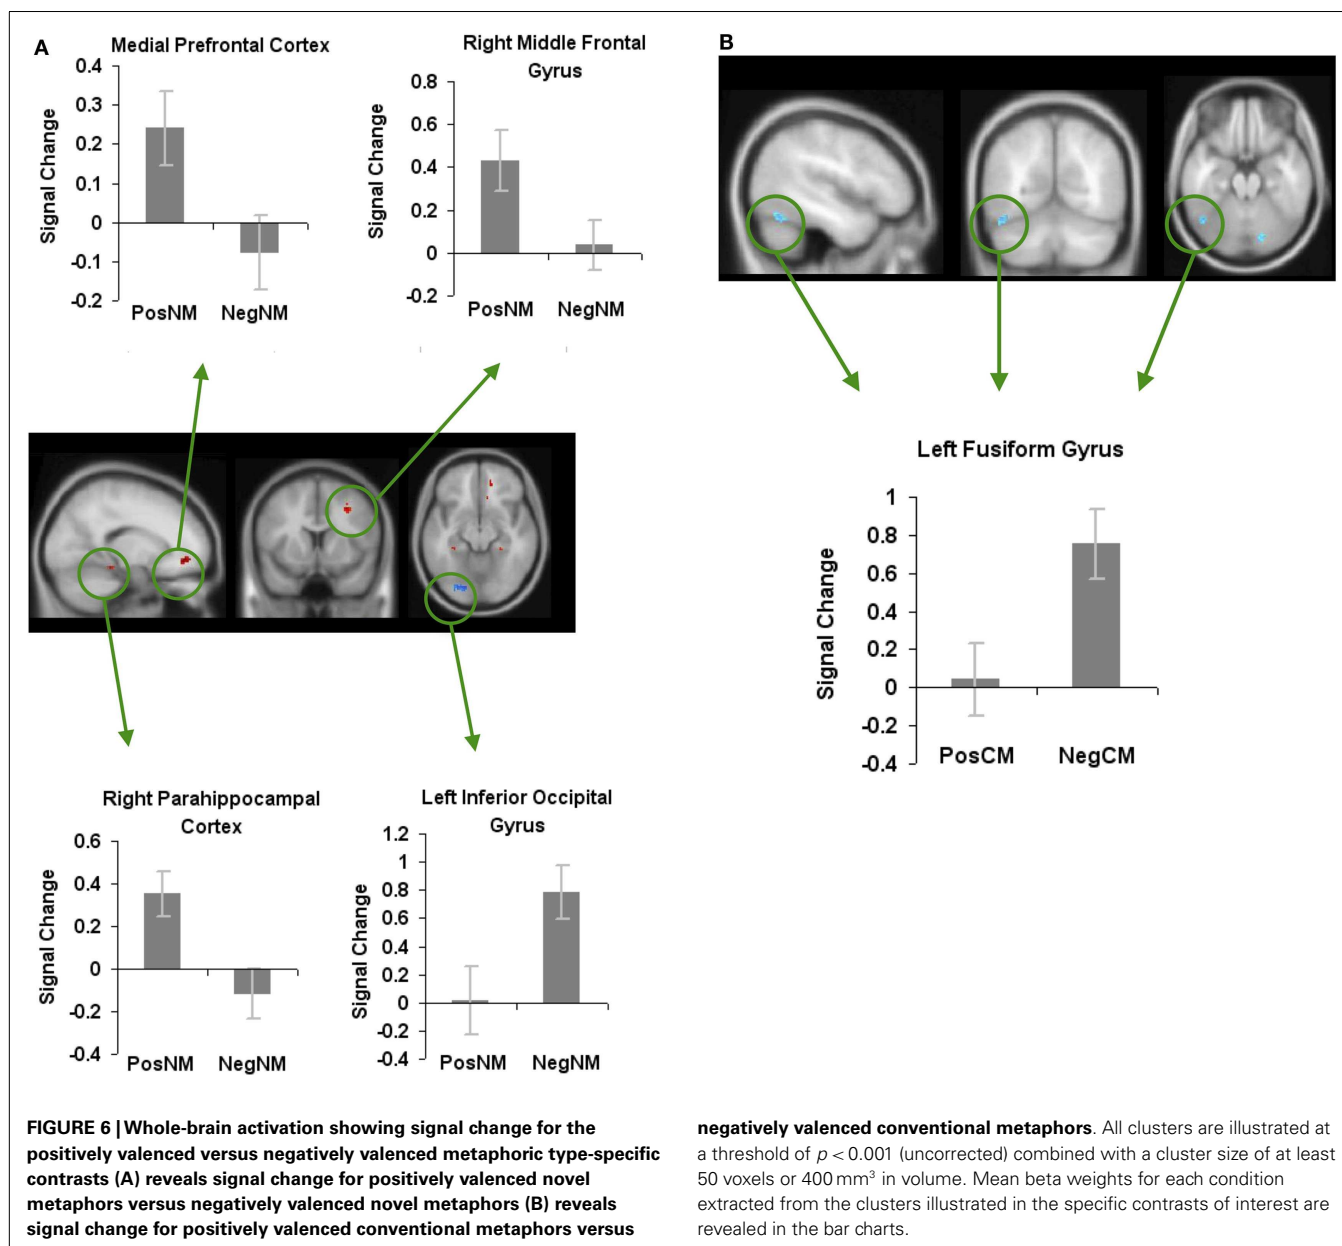 A
Medial Prefrontal Cortex
0.4
0.3
0.2
0.1
0
-0.1
-0.2
Signal Change
PosNM NegNM
Right Middle Frontal
Gyrus
0.8
0.6
0.4
0.2
0
-0.2
Signal Change
PosNM NegNM
Right Parahippocampal
Cortex
0.6
0.4
0.2
0
-0.2
-0.4
Signal Change
PosNM NegNM
Left Inferior Occipital
Gyrus
1.2
1
0.8
0.6
0.4
0.2
0
-0.2
-0.4
Signal Change
PosNM NegNM
B
Left Fusiform Gyrus
1
0.8
0.6
0.4
0.2
0
-0.2
-0.4
Signal Change
PosCM NegCM
FIGURE 6 | Whole-brain activation showing signal change for the
positively valenced versus negatively valenced metaphoric type-specific
contrasts (A) reveals signal change for positively valenced novel
metaphors versus negatively valenced novel metaphors (B) reveals
signal change for positively valenced conventional metaphors versus
negatively valenced conventional metaphors. All clusters are illustrated at
a threshold of p < 0.001 (uncorrected) combined with a cluster size of at least
50 voxels or 400 mm³ in volume. Mean beta weights for each condition
extracted from the clusters illustrated in the specific contrasts of interest are
revealed in the bar charts.